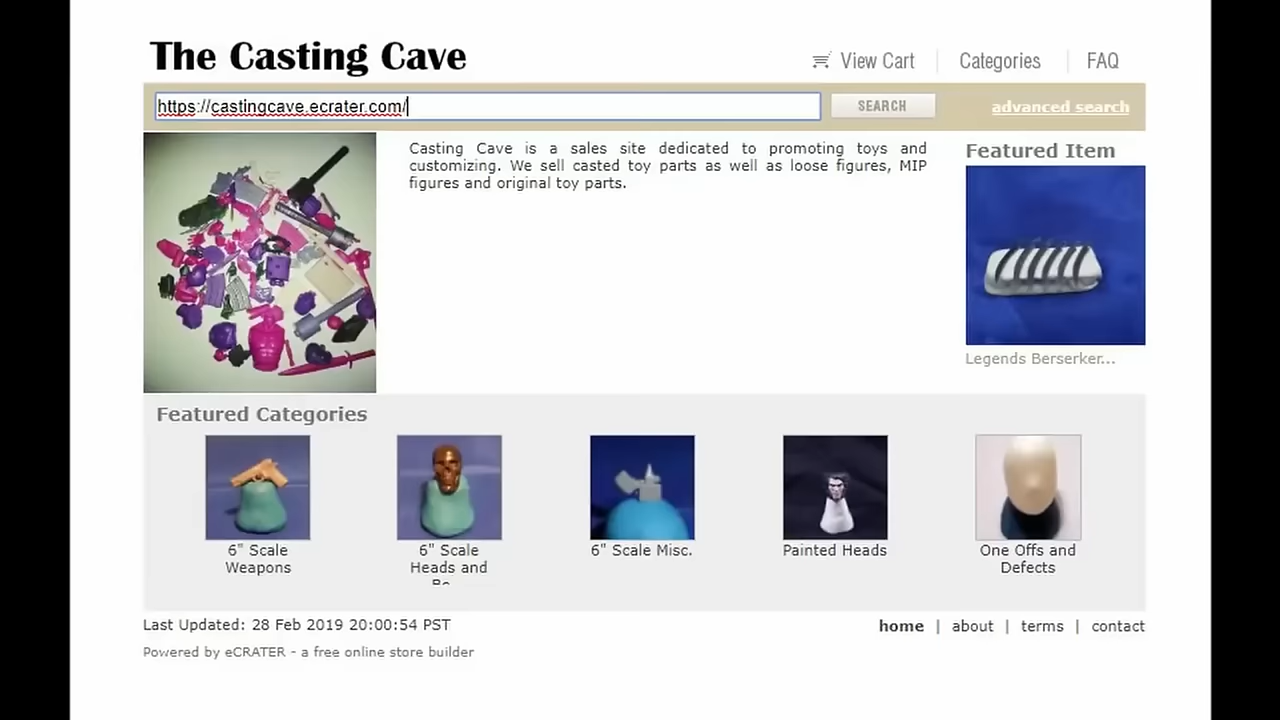 The Casting Cave
View Cart
Categories
FAQ
https://castingcave.ecrater.com/
SEARCH
advanced search
Casting Cave is a sales site dedicated to promoting toys and
customizing. We sell casted toy parts as well as loose figures, MIP
figures and original toy parts.
Featured Item
Legends Berserker...
Featured Categories
6" Scale
Weapons
6" Scale
Heads and
6" Scale Misc.
Painted Heads
One Offs and
Defects
Last Updated: 28 Feb 2019 20:00:54 PST
home | about | terms | contact
Powered by eCRATER - a free online store builder